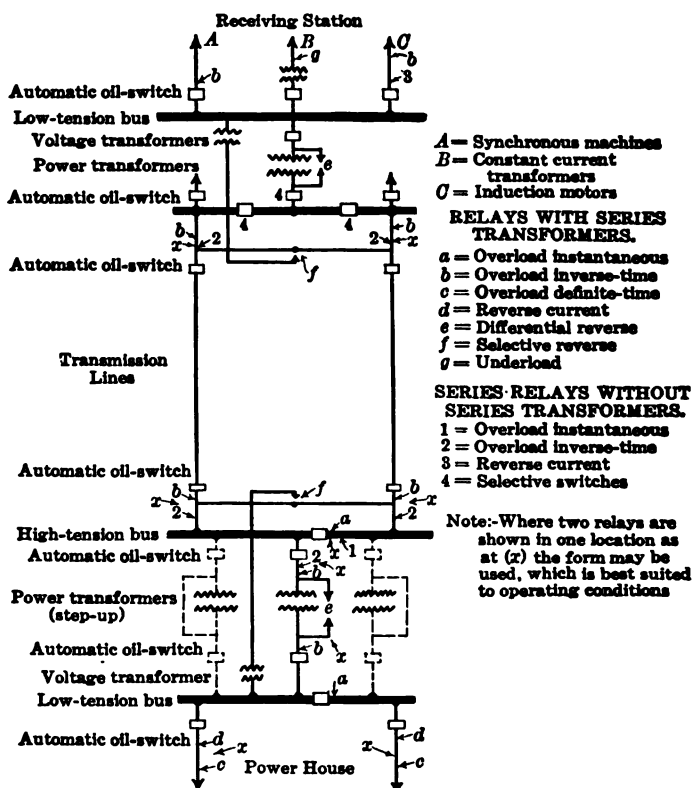 Receiving Station
A B C
g b
b 3
Automatic oil-switch
Low-tension bus
Voltage transformers
Power transformers
e
Automatic oil-switch
4
4 4
b 2 b
x 2 x
Automatic oil-switch
f
Transmission
Lines
Automatic oil-switch
b f b
x x
2 2
High-tension bus
a
x 1
Automatic oil-switch
2 x
b
Power transformers
(step-up)
e
Automatic oil-switch
b x
Voltage transformer
a
Low-tension bus
d d
Automatic oil-switch
x x
c c
Power House
A = Synchronous machines
B = Constant current
transformers
C = Induction motors
RELAYS WITH SERIES
TRANSFORMERS.
a = Overload instantaneous
b = Overload inverse-time
c = Overload definite-time
d = Reverse current
e = Differential reverse
f = Selective reverse
g = Underload
SERIES-RELAYS WITHOUT
SERIES TRANSFORMERS.
1 = Overload instantaneous
2 = Overload inverse-time
3 = Reverse current
4 = Selective switches
Note:-Where two relays are
shown in one location as
at (x) the form may be
used, which is best suited
to operating conditions